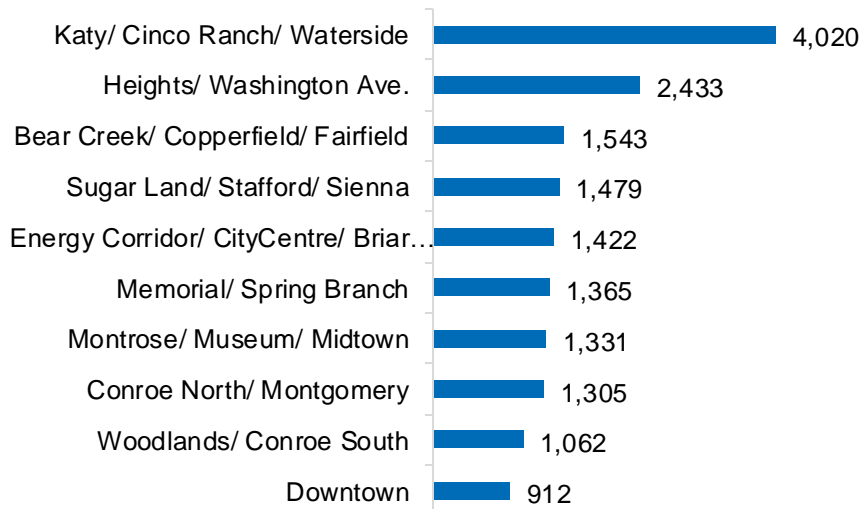 Katy/ Cinco Ranch/ Waterside 4,020
Heights/ Washington Ave. 2,433
Bear Creek/ Copperfield/ Fairfield 1,543
Sugar Land/ Stafford/ Sienna 1,479
Energy Corridor/ CityCentre/ Briar… 1,422
Memorial/ Spring Branch 1,365
Montrose/ Museum/ Midtown 1,331
Conroe North/ Montgomery 1,305
Woodlands/ Conroe South 1,062
Downtown 912